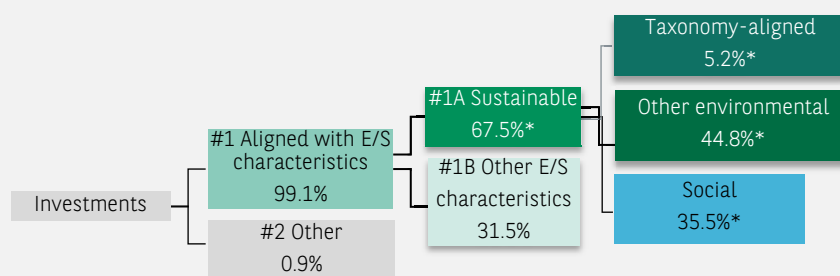 Investments
#1 Aligned with E/S
characteristics
99.1%
#2 Other
0.9%
#1A Sustainable
67.5%*
#1B Other E/S
characteristics
31.5%
Taxonomy-aligned
5.2%*
Other environmental
44.8%*
Social
35.5%*